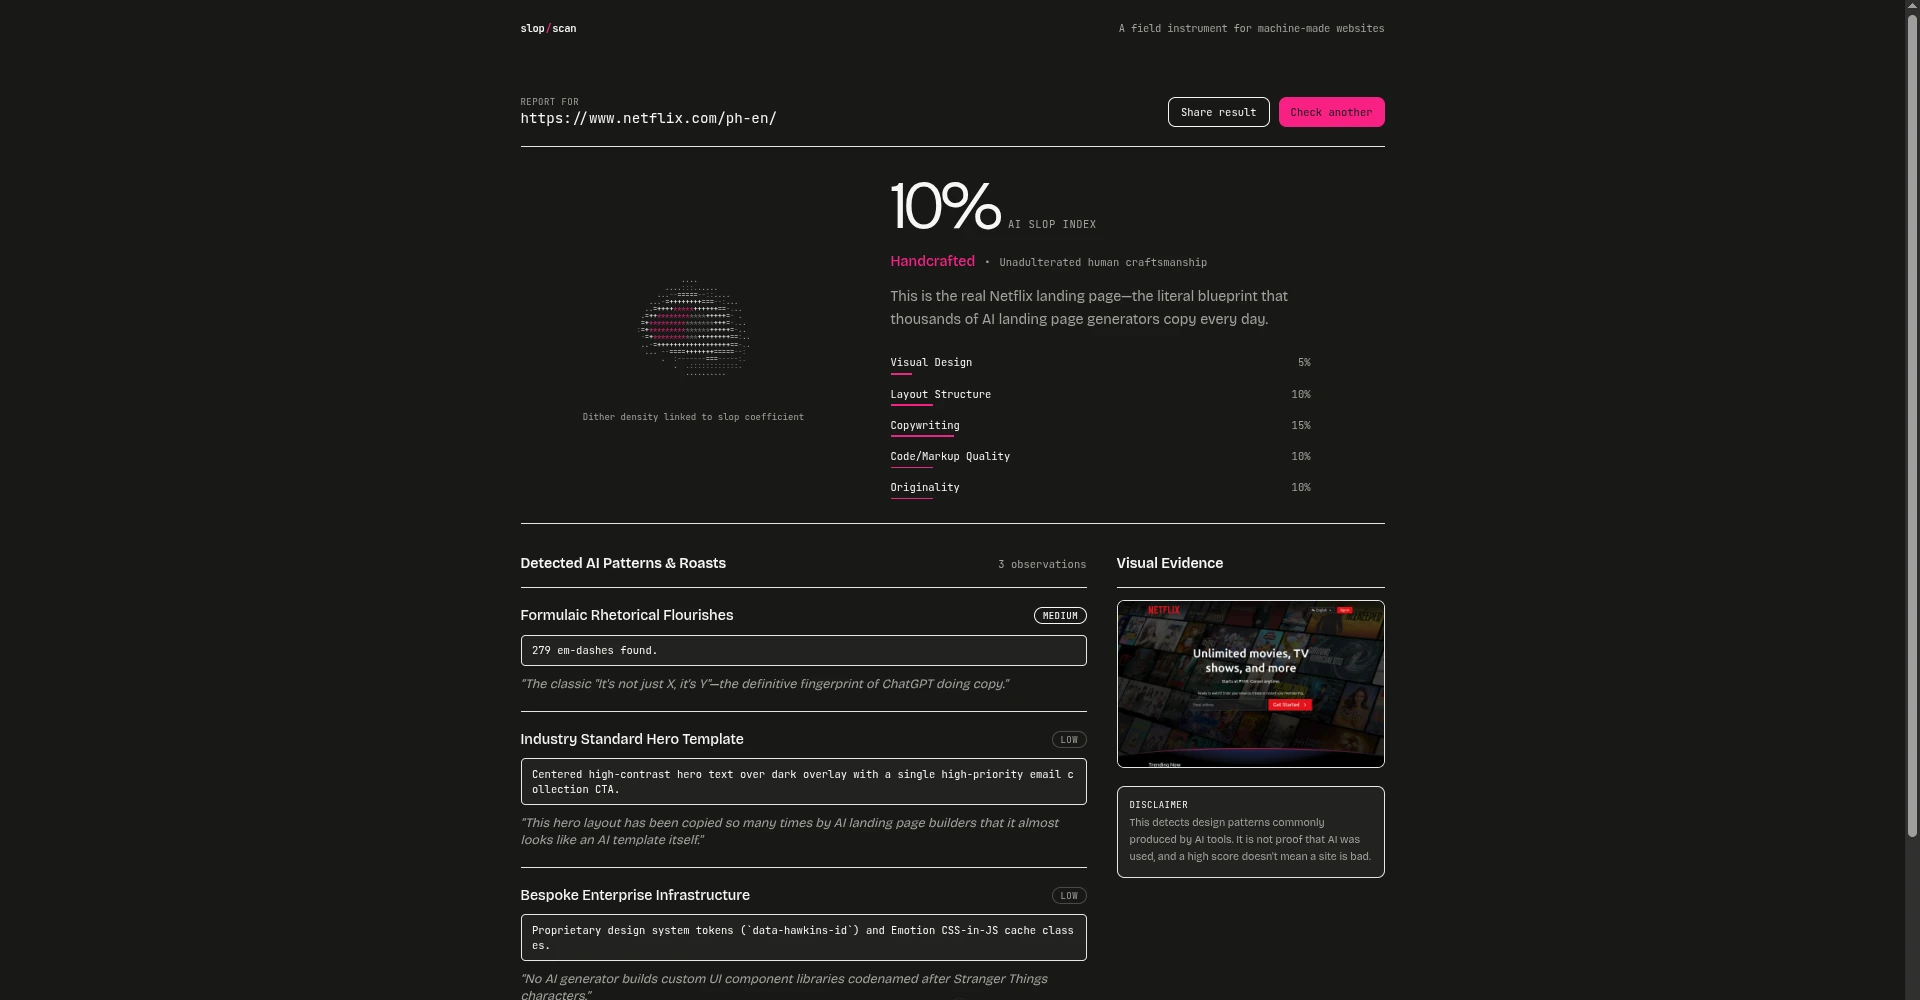 slop/scan
A field instrument for machine-made websites
REPORT FOR
https://www.netflix.com/ph-en/
Share result
Check another
10% AI SLOP INDEX
Handcrafted • Unadulterated human craftsmanship
This is the real Netflix landing page—the literal blueprint that
thousands of AI landing page generators copy every day.
Visual Design 5%
Layout Structure 10%
Copywriting 15%
Code/Markup Quality 10%
Originality 10%
Dither density linked to slop coefficient
Detected AI Patterns & Roasts
3 observations
Formulaic Rhetorical Flourishes
MEDIUM
279 em-dashes found.
"The classic "It's not just X, it's Y"—the definitive fingerprint of ChatGPT doing copy."
Industry Standard Hero Template
LOW
Centered high-contrast hero text over dark overlay with a single high-priority email c
ollection CTA.
"This hero layout has been copied so many times by AI landing page builders that it almost
looks like an AI template itself."
Bespoke Enterprise Infrastructure
LOW
Proprietary design system tokens (`data-hawkins-id`) and Emotion CSS-in-JS cache class
es.
"No AI generator builds custom UI component libraries codenamed after Stranger Things
characters."
Visual Evidence
NETFLIX
English
Unlimited movies, TV
shows, and more
Get Started
Trending Now
DISCLAIMER
This detects design patterns commonly
produced by AI tools. It is not proof that AI was
used, and a high score doesn't mean a site is bad.